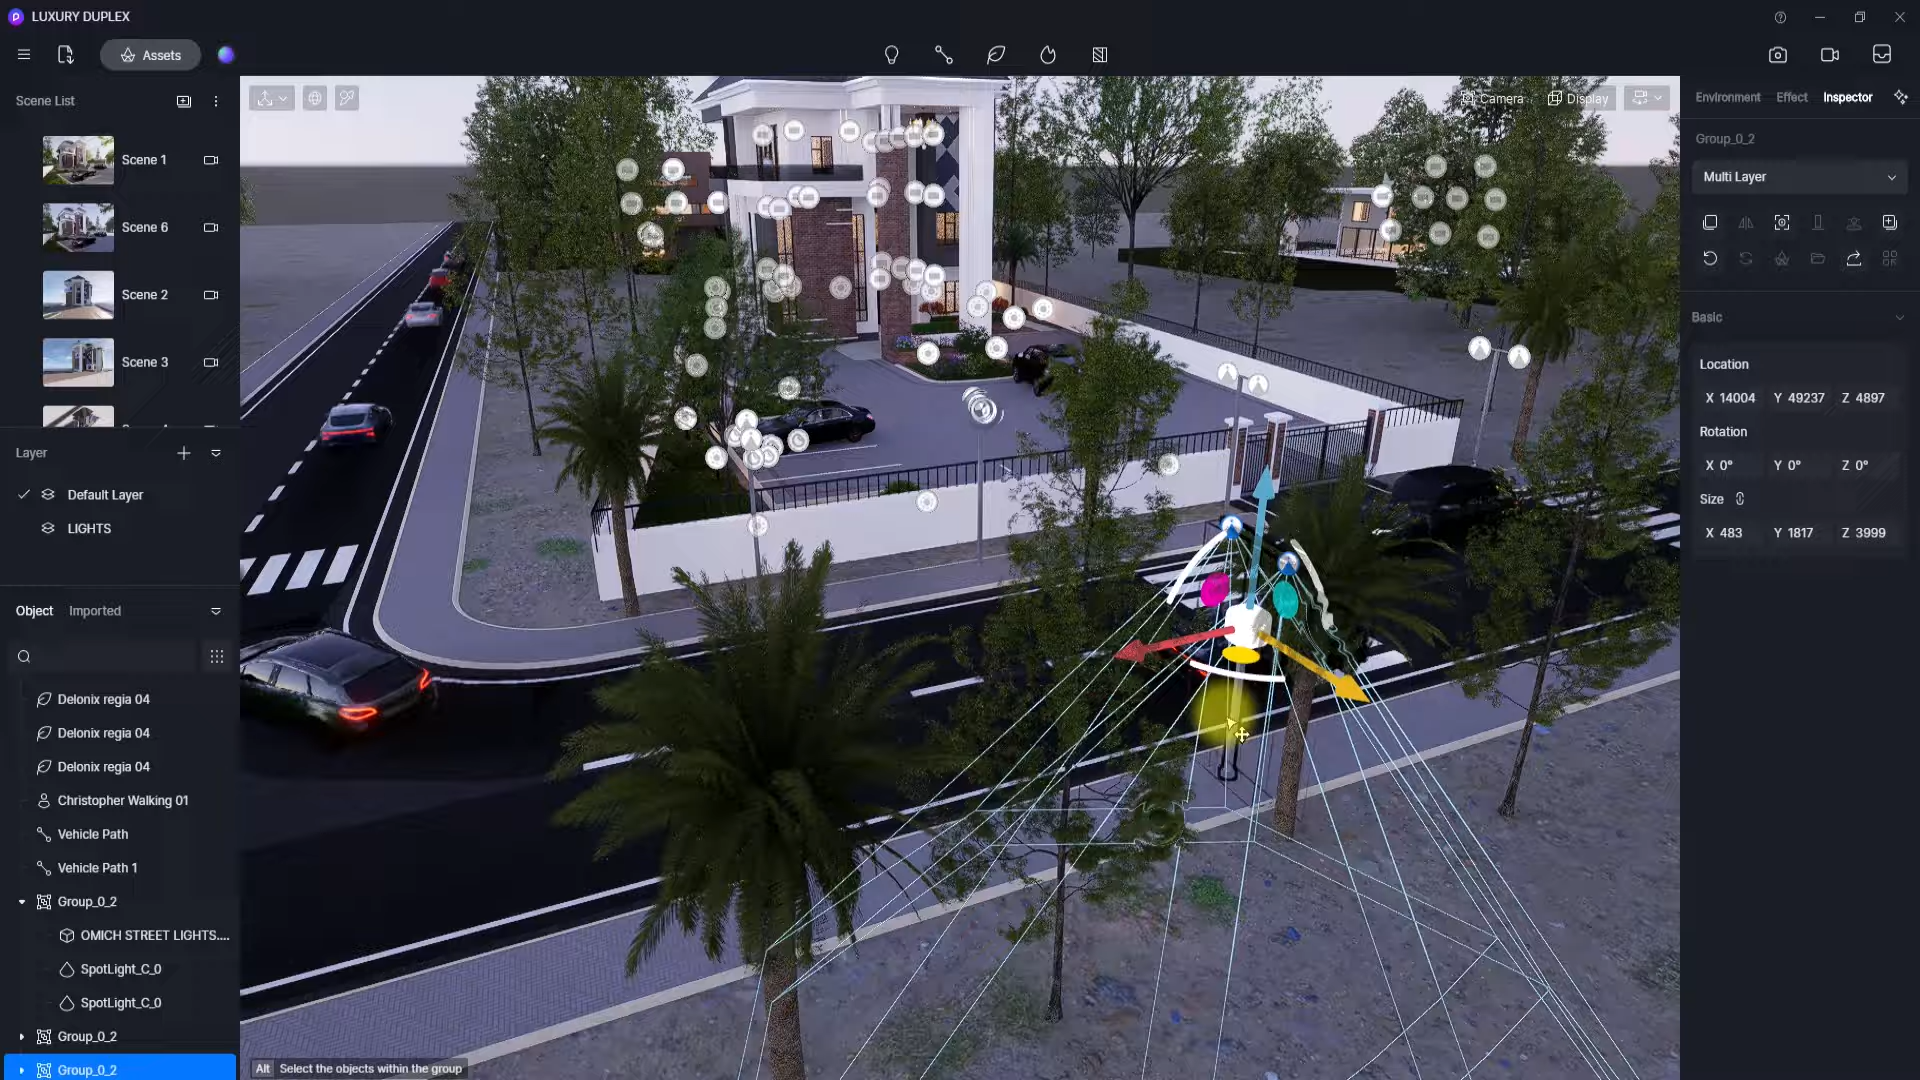 LUXURY DUPLEX
Assets
Scene List
Scene 1
Scene 6
Scene 2
Scene 3
Layer
Default Layer
LIGHTS
Object Imported
Delonix regia 04
Delonix regia 04
Delonix regia 04
Christopher Walking 01
Vehicle Path
Vehicle Path 1
Group_0_2
OMICH STREET LIGHTS....
SpotLight_C_0
SpotLight_C_0
Group_0_2
Group_0_2
Camera Display
Alt Select the objects within the group
Environment Effect Inspector
Group_0_2
Multi Layer
Basic
Location
X 14004 Y 49237 Z 4897
Rotation
X 0° Y 0° Z 0°
Size
X 483 Y 1817 Z 3999